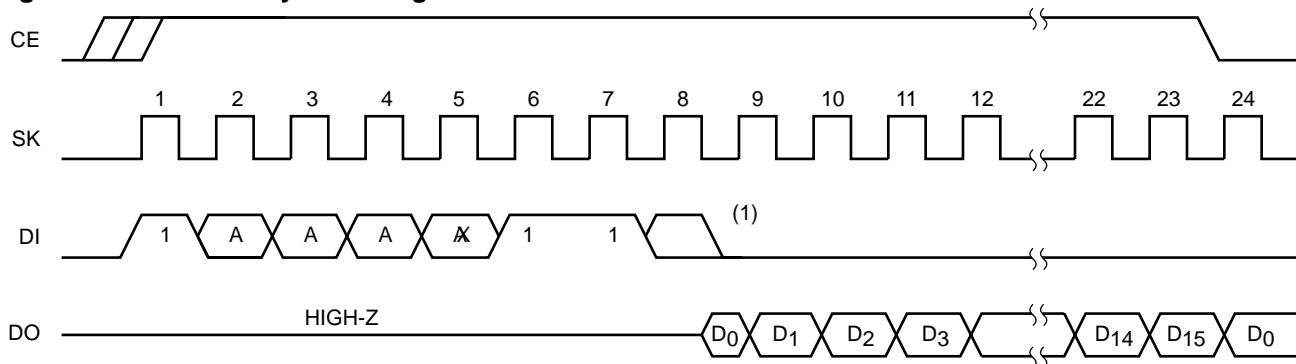 CE
1 2 3 4 5 6 7 8 9 10 11 12 22 23 24
SK
(1)
DI 1 A A A 1 1
HIGH-Z
DO D0 D1 D2 D3 D14 D15 D0